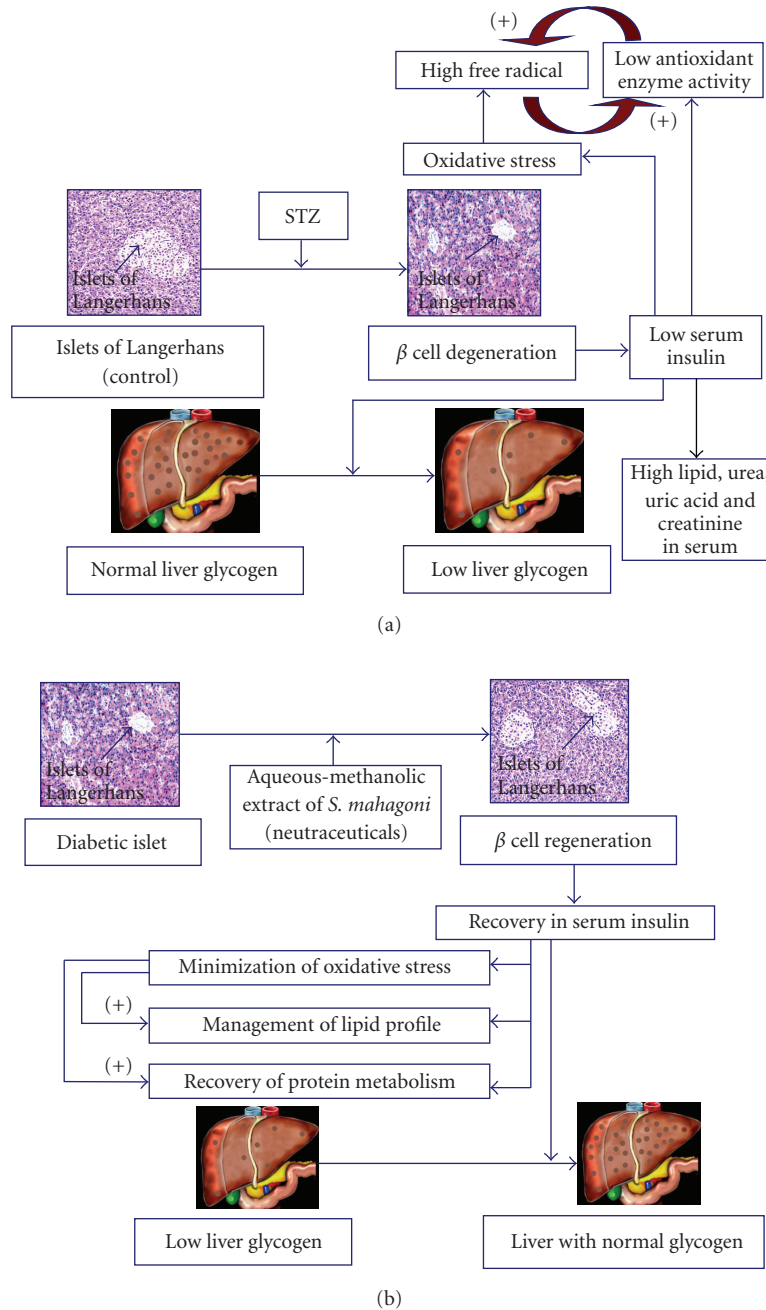 (+)
High free radical
Low antioxidant
enzyme activity
(+)
Oxidative stress
STZ
Islets of
Langerhans
Islets of
Langerhans
Islets of Langerhans
(control)
β cell degeneration
Low serum
insulin
High lipid, urea
uric acid and
creatinine
in serum
Normal liver glycogen
Low liver glycogen
(a)
Islets of
Langerhans
Islets of
Langerhans
Aqueous-methanolic
extract of S. mahagoni
(neutraceuticals)
Diabetic islet
β cell regeneration
Recovery in serum insulin
Minimization of oxidative stress
(+)
Management of lipid profile
(+)
Recovery of protein metabolism
Low liver glycogen
Liver with normal glycogen
(b)